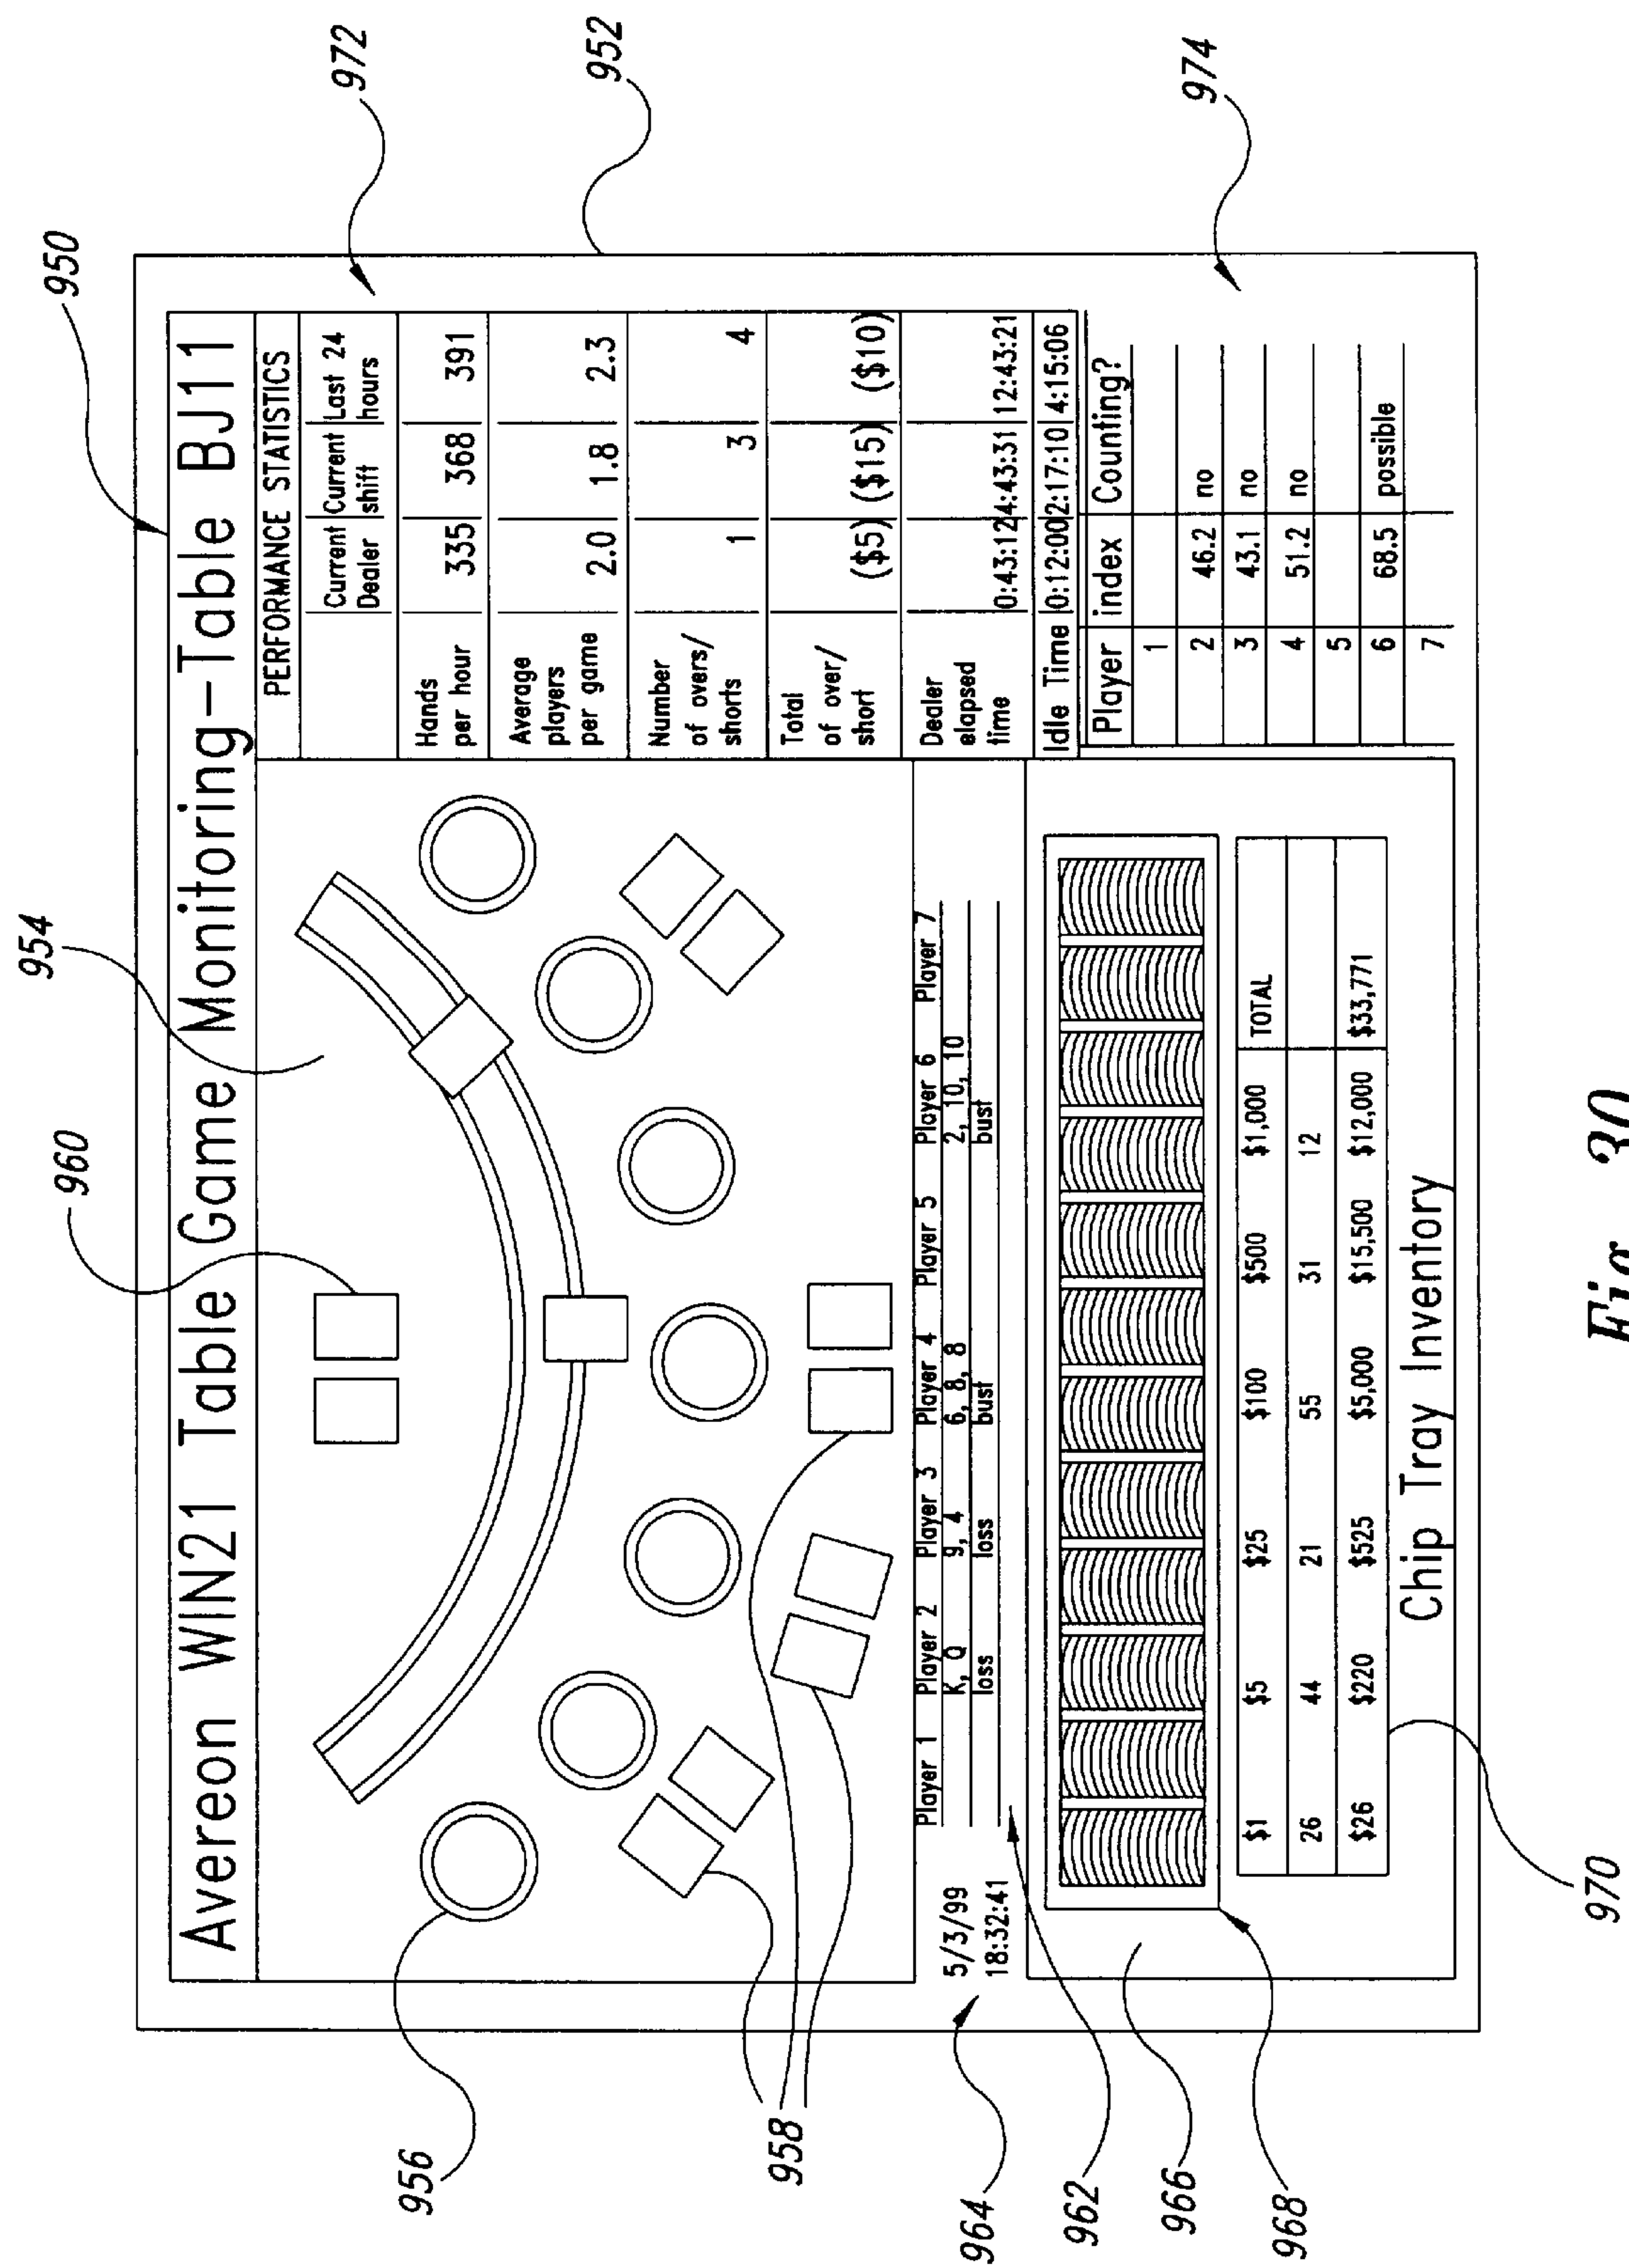 950
954
960
972
952
Avereon WIN21 Table Game Monitoring-Table BJ11
PERFORMANCE STATISTICS
Current Dealer Current shift Last 24 hours
Hands per hour 335 368 391
Average players per game 2.0 1.8 2.3
Number of overs/ shorts 1 3 4
Total of over/ short ($5) ($15) ($10)
Dealer elapsed time 0:43:12 4:43:31 12:43:21
Idle Time 0:12:00 2:17:10 4:15:06
Player index Counting?
1
2 46.2 no
3 43.1 no
4 51.2 no
5
6 68.5 possible
7
974
956
958
964
962
966
968
970
5/3/99
18:32:41
Player 1 Player 2 Player 3 Player 4 Player 5 Player 6 Player 7
K, Q 9, 4 6, 8, 8 2, 10, 10
loss loss bust bust
$1 $5 $25 $100 $500 $1,000 TOTAL
26 44 21 55 31 12
$26 $220 $525 $5,000 $15,500 $12,000 $33,771
Chip Tray Inventory
Fig. 30